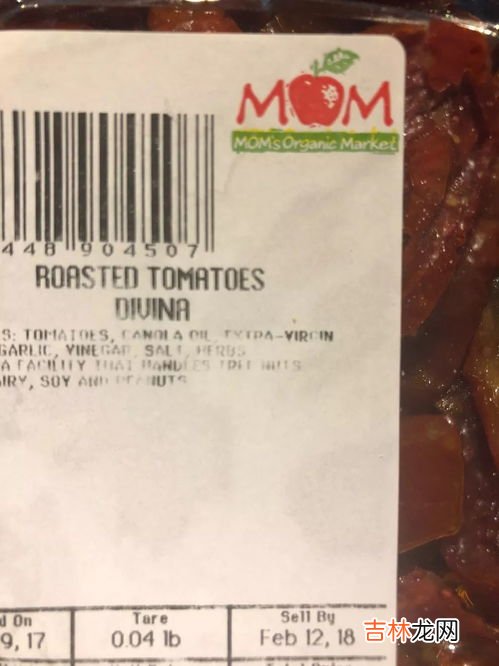 MOM
MOM's Organic Market
448 904507
ROASTED TOMATOES
DIVINA
S: TOMATOES, CANOLA OIL, EXTRA-VIRGIN
GARLIC, VINEGAR, SALT, HERBS
A FACILITY THAT HANDLES TREE NUTS
AIRY, SOY AND PEANUTS
d On
Tare
Sell By
9, 17
0.04 lb
Feb 12, 18
吉林龙网